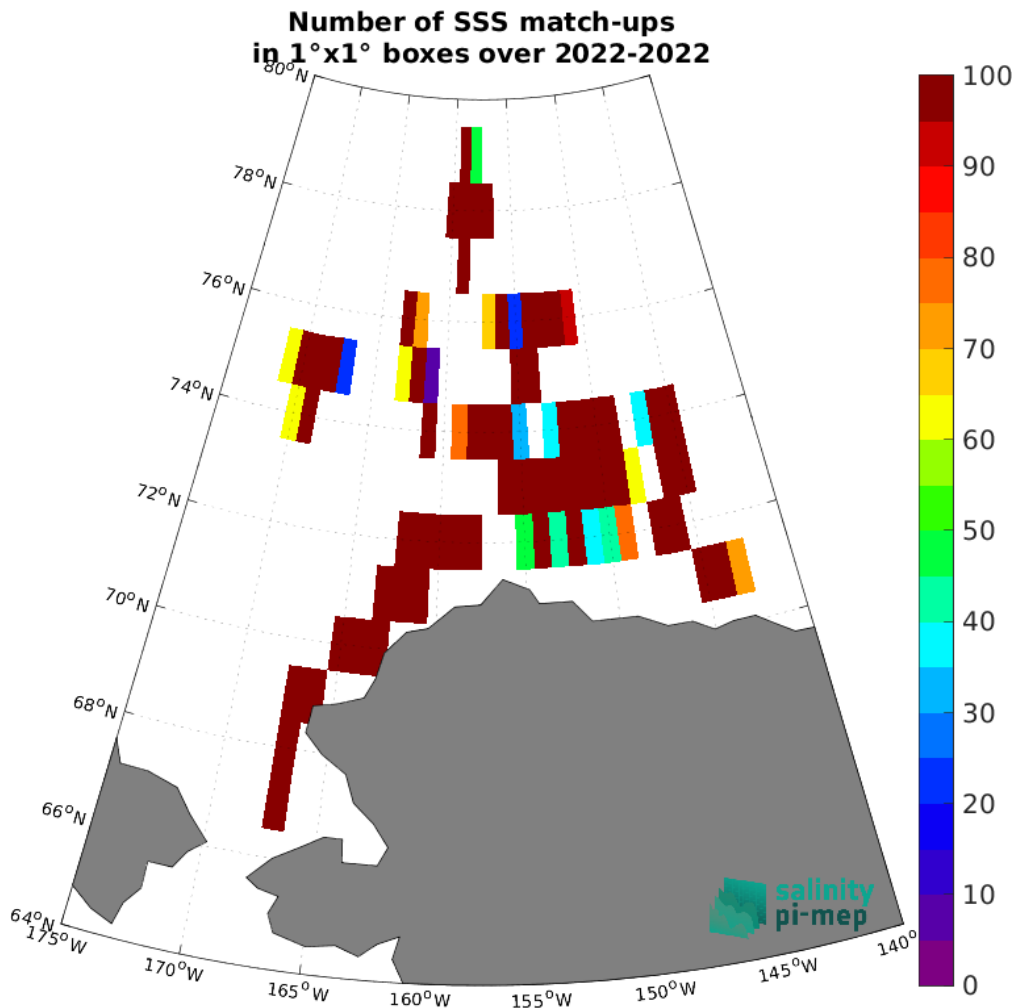 Number of SSS match-ups
in 1°x1° boxes over 2022-2022
80°N
78°N
76°N
74°N
72°N
70°N
68°N
66°N
64°N
175°W
170°W
165°W
160°W
155°W
150°W
145°W
140°
100
90
80
70
60
50
40
30
20
10
0
salinity
pi-mep